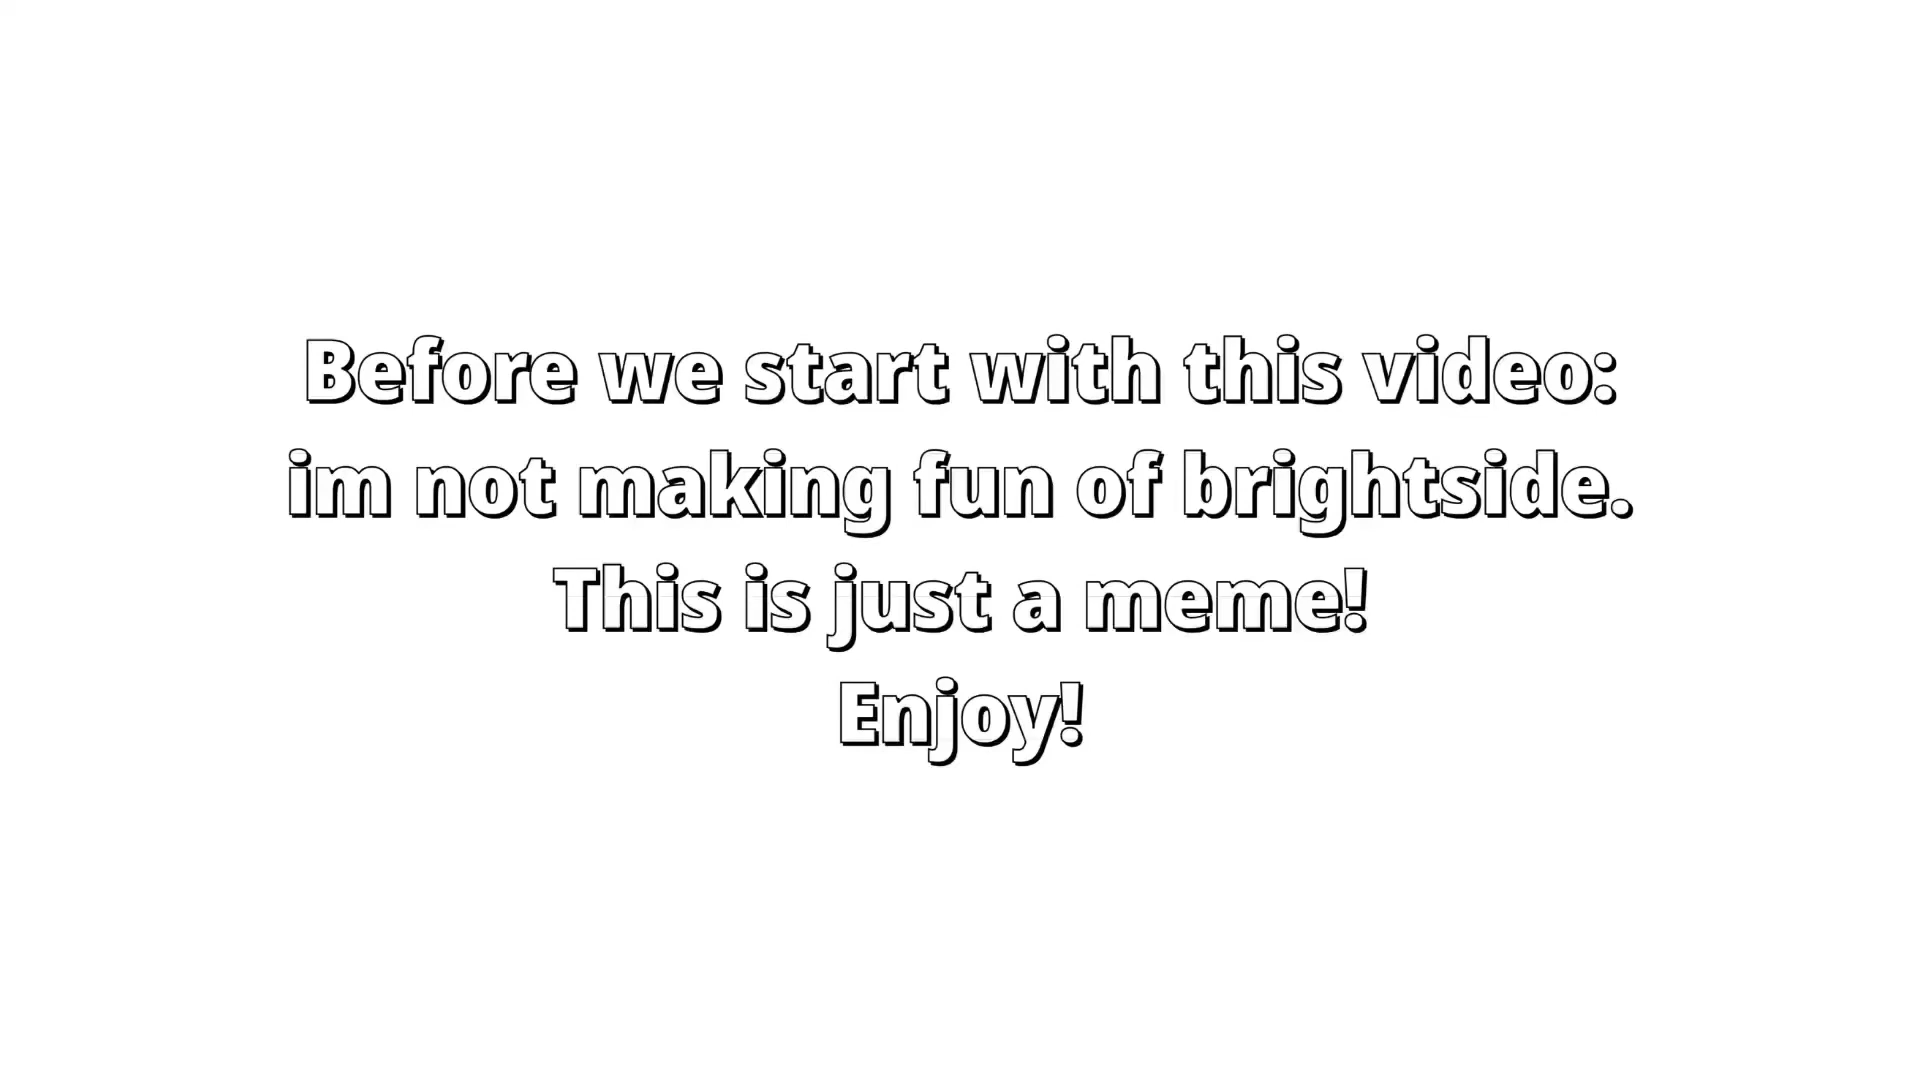 Before we start with this video:
im not making fun of brightside.
This is just a meme!
Enjoy!